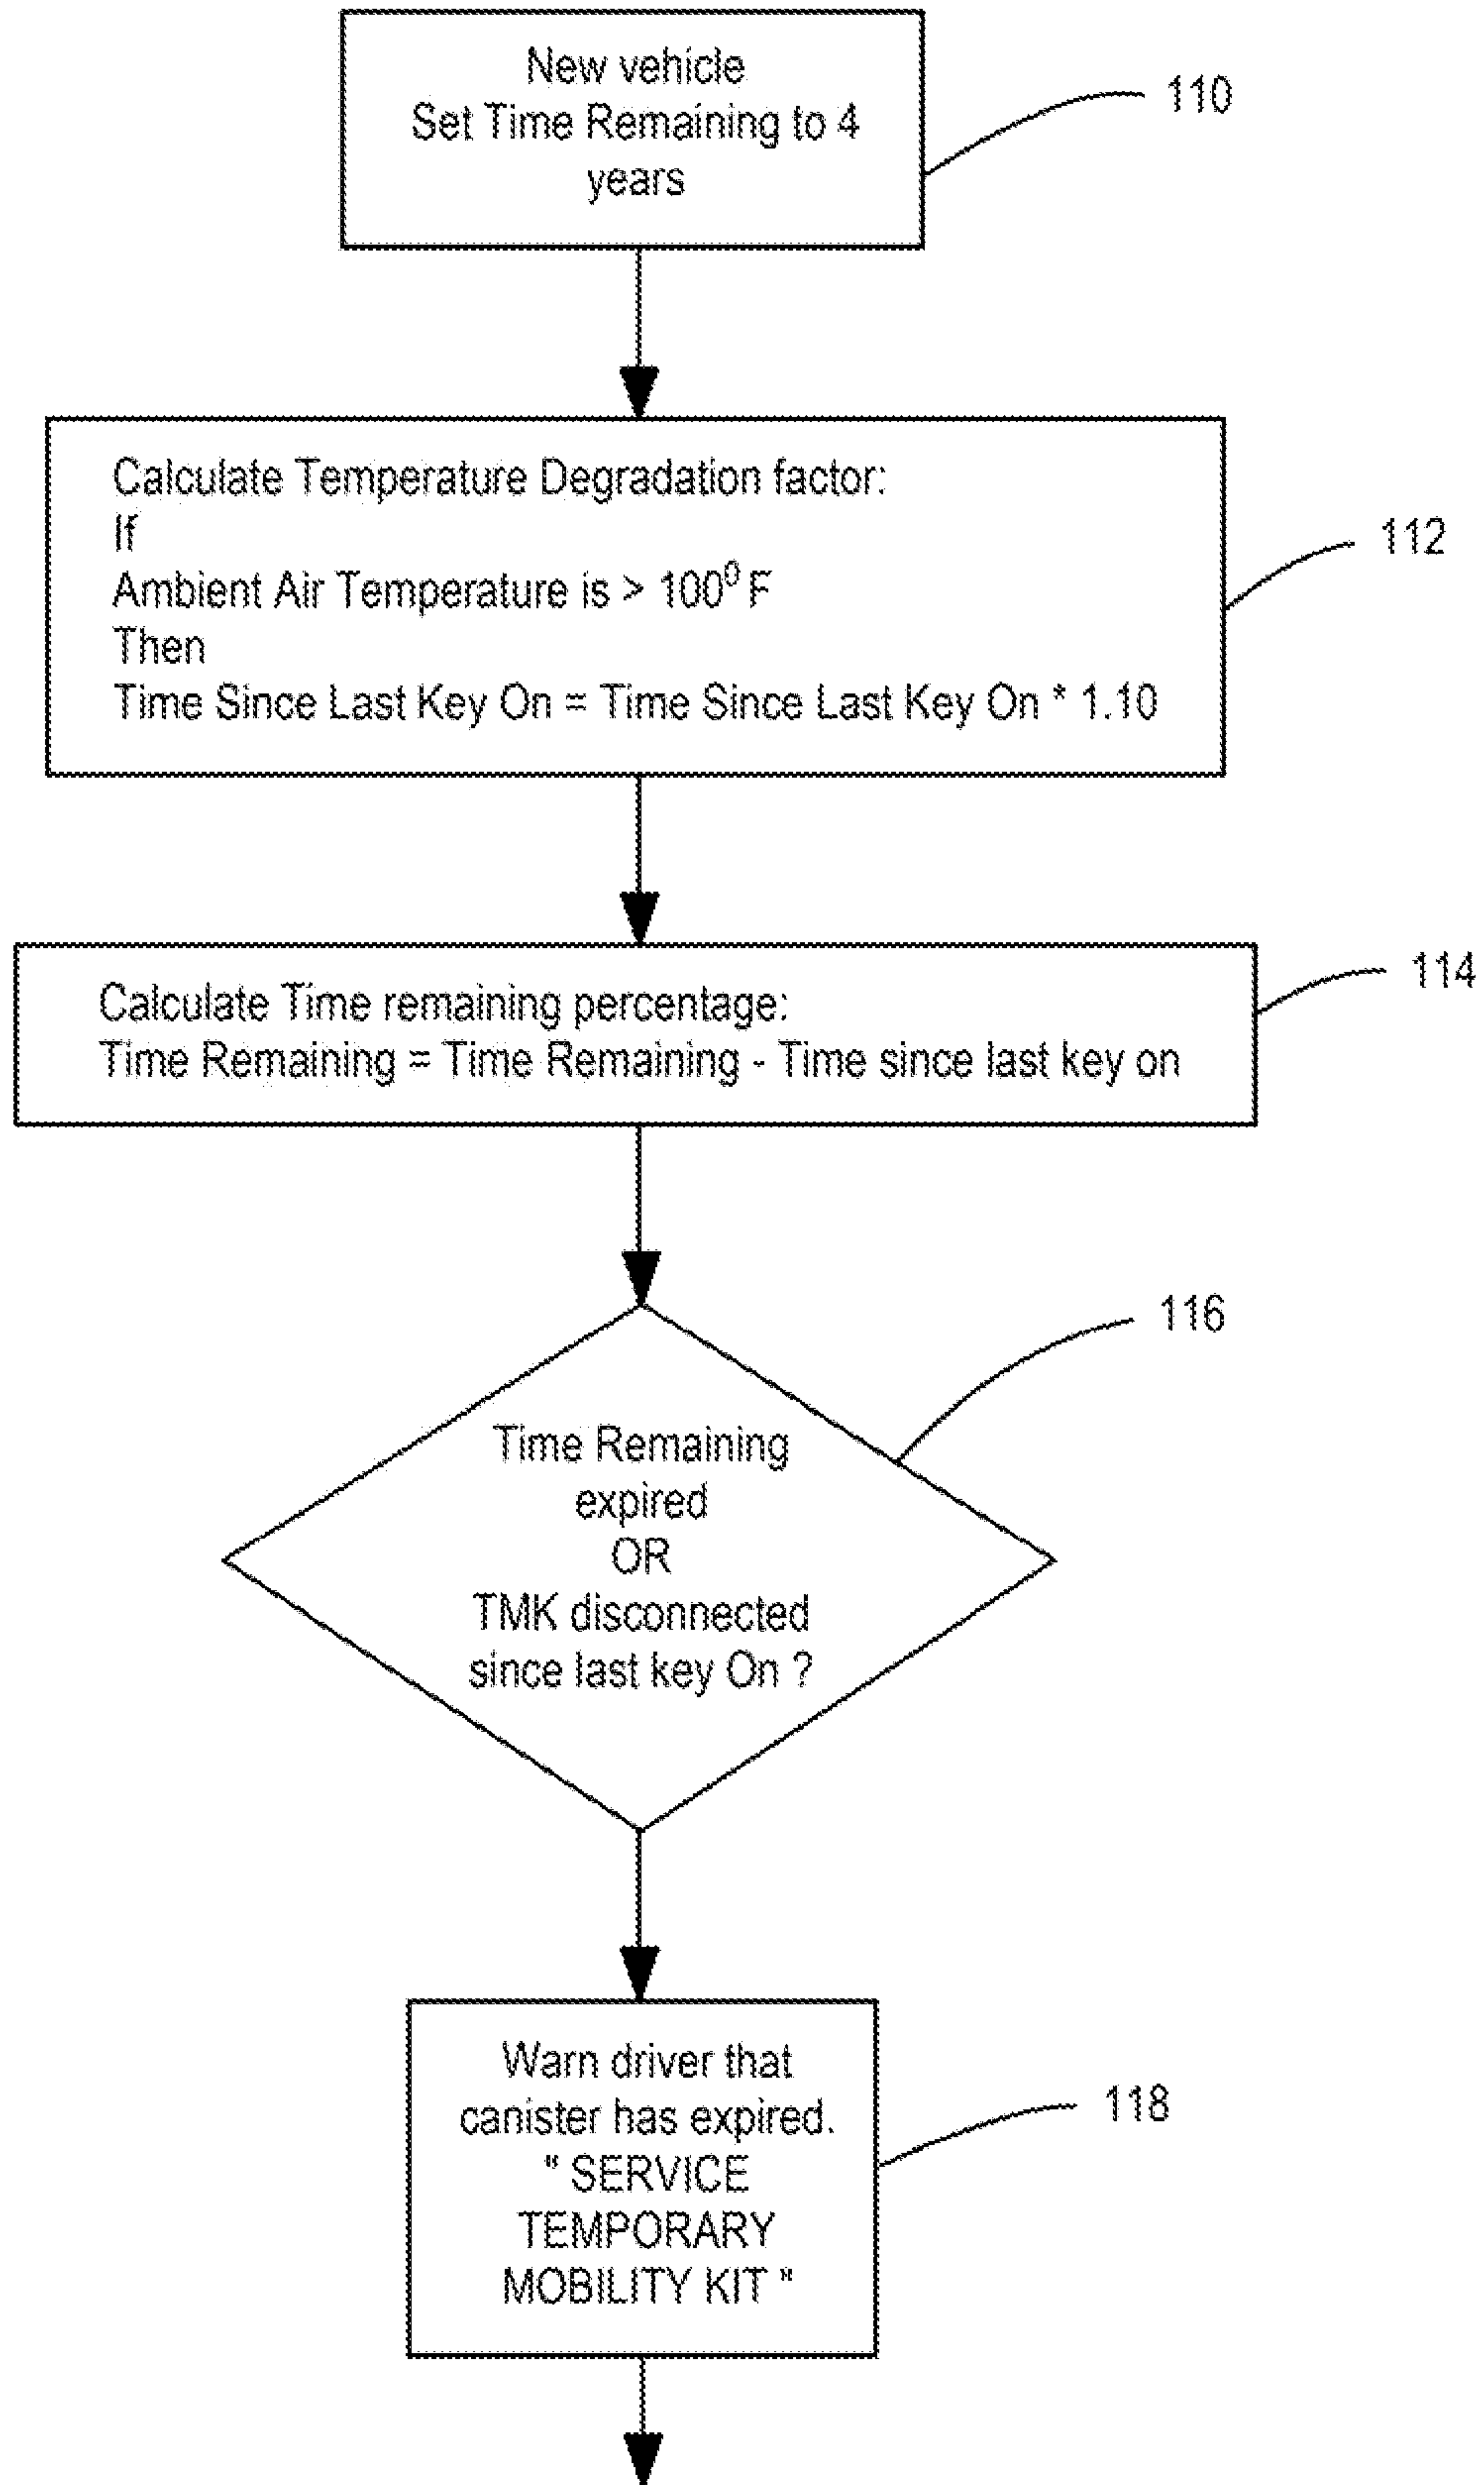 New vehicle
Set Time Remaining to 4
years
110
Calculate Temperature Degradation factor:
If
Ambient Air Temperature is > 100⁰ F
Then
Time Since Last Key On = Time Since Last Key On * 1.10
112
Calculate Time remaining percentage:
Time Remaining = Time Remaining - Time since last key on
114
Time Remaining
expired
OR
TMK disconnected
since last key On ?
116
Warn driver that
canister has expired.
" SERVICE
TEMPORARY
MOBILITY KIT "
118